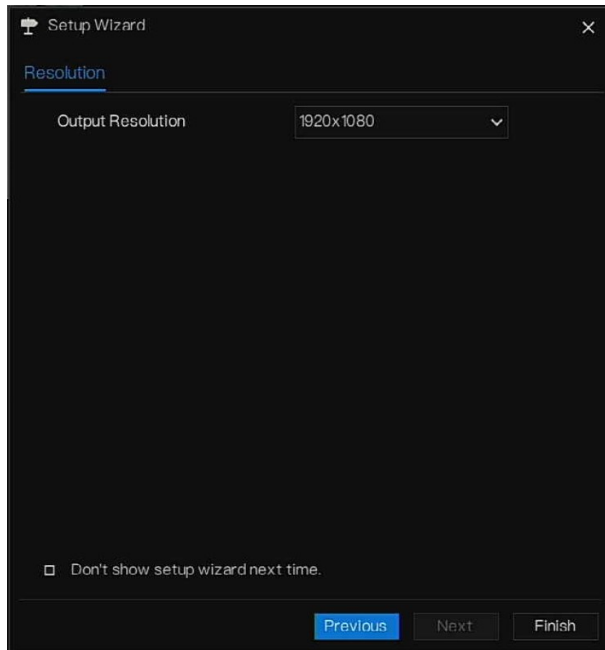 Setup Wizard
Resolution
Output Resolution 1920x1080
Don't show setup wizard next time.
Previous Next Finish